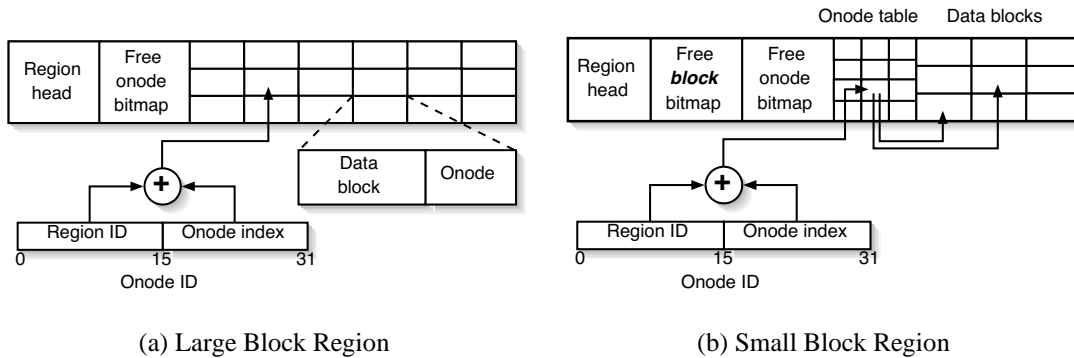 Region
head
Free
onode
bitmap
Data
block
Onode
Region ID
Onode index
0
15
31
Onode ID
(a) Large Block Region
Onode table
Data blocks
Region
head
Free
block
bitmap
Free
onode
bitmap
Region ID
Onode index
0
15
31
Onode ID
(b) Small Block Region